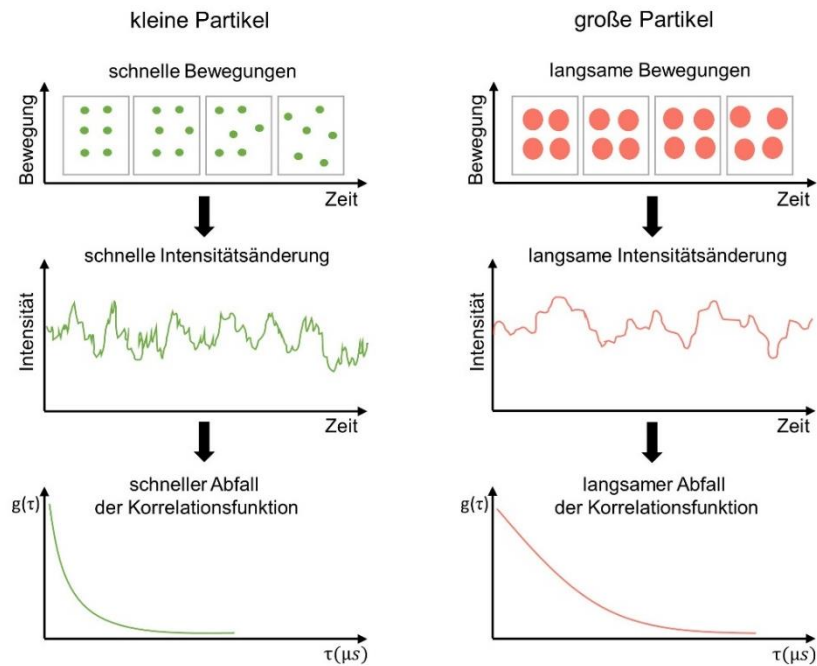 kleine Partikel
schnelle Bewegungen
Bewegung
Zeit
schnelle Intensitätsänderung
Intensität
Zeit
schneller Abfall
der Korrelationsfunktion
g(τ)
τ(μs)
große Partikel
langsame Bewegungen
Bewegung
Zeit
langsame Intensitätsänderung
Intensität
Zeit
langsamer Abfall
der Korrelationsfunktion
g(τ)
τ(μs)